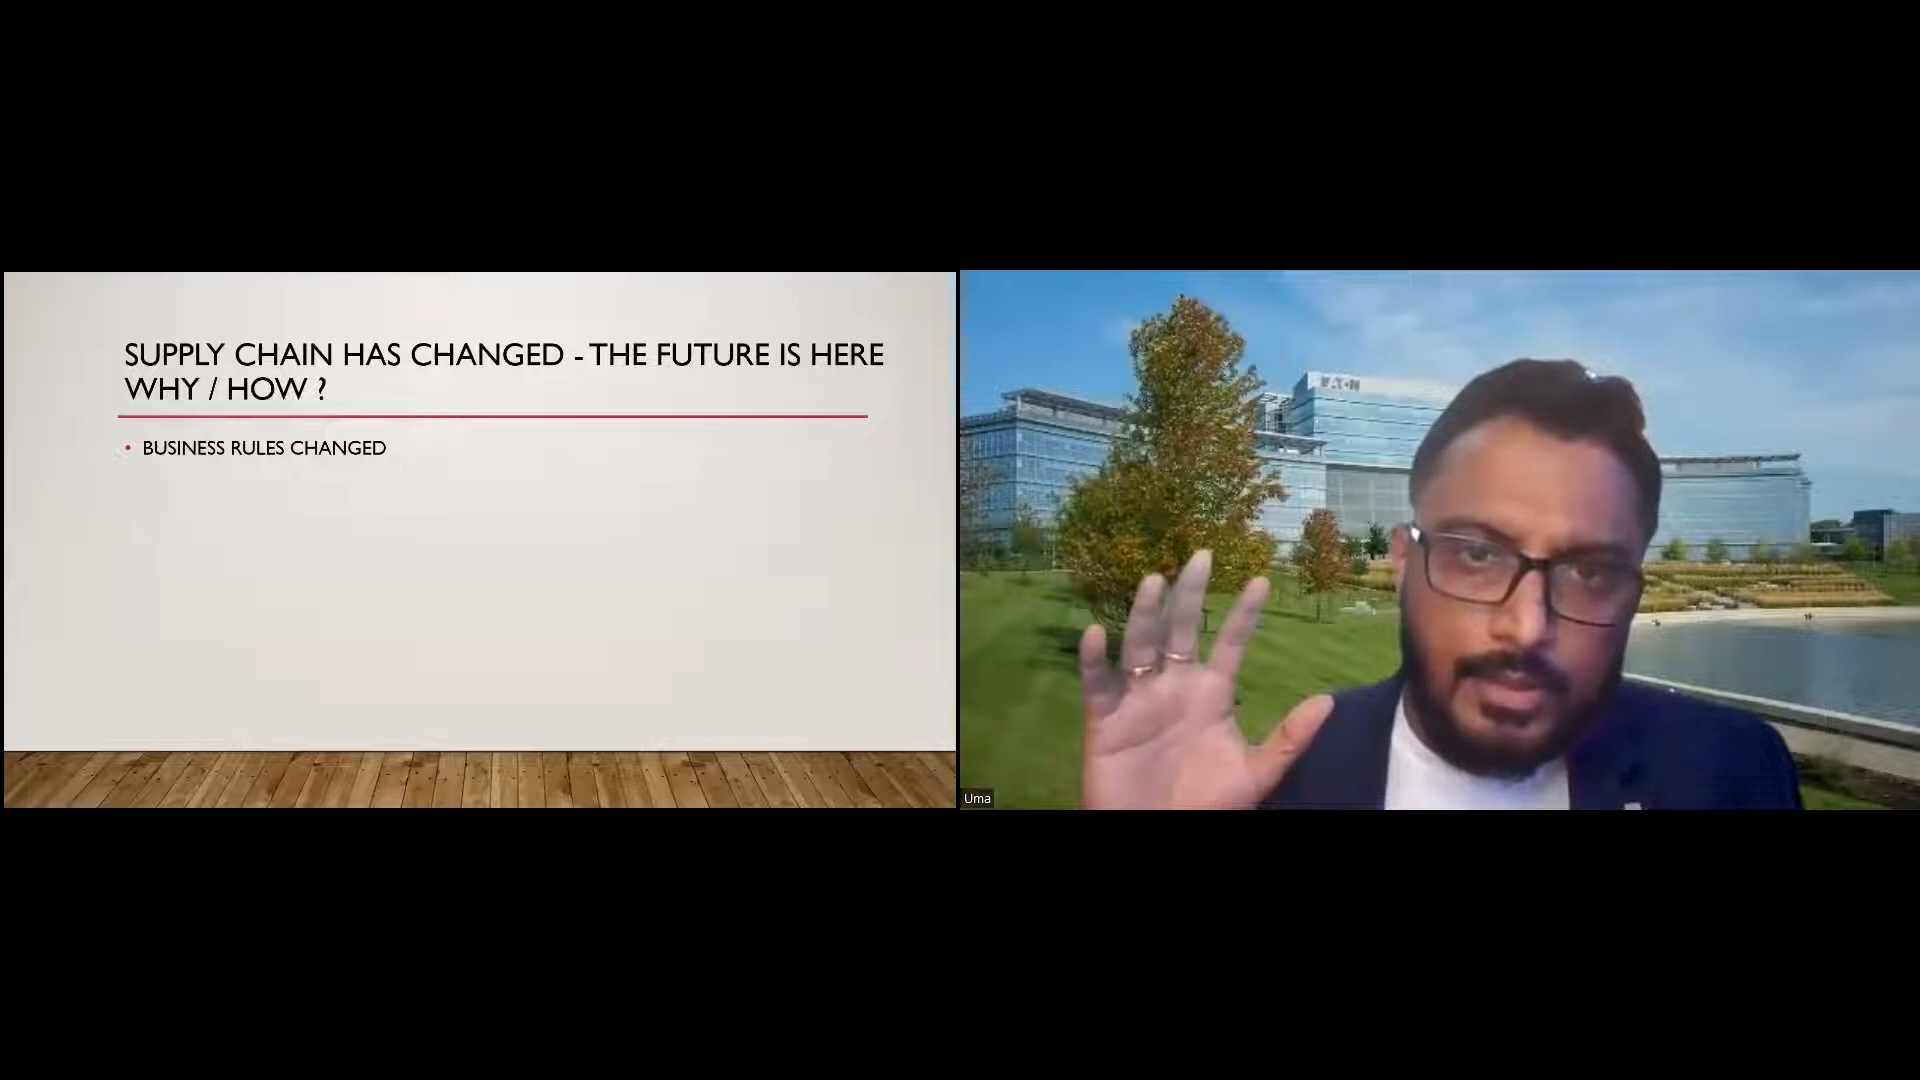 SUPPLY CHAIN HAS CHANGED - THE FUTURE IS HERE
WHY / HOW ?
• BUSINESS RULES CHANGED
EATON
Uma